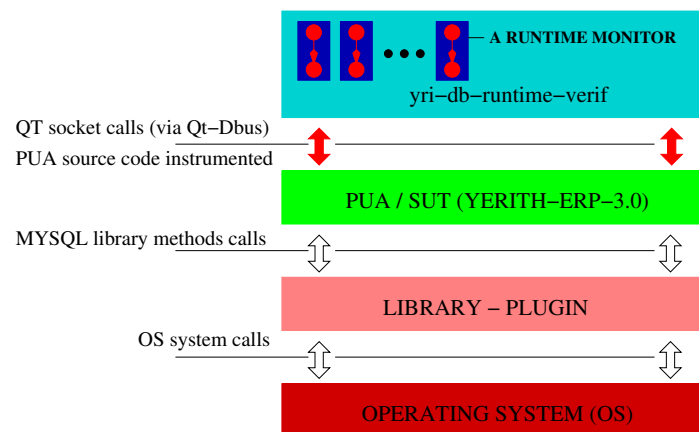 A RUNTIME MONITOR
yri−db−runtime−verif
QT socket calls (via Qt−Dbus)
PUA source code instrumented
PUA / SUT (YERITH−ERP−3.0)
MYSQL library methods calls
LIBRARY − PLUGIN
OS system calls
OPERATING SYSTEM (OS)